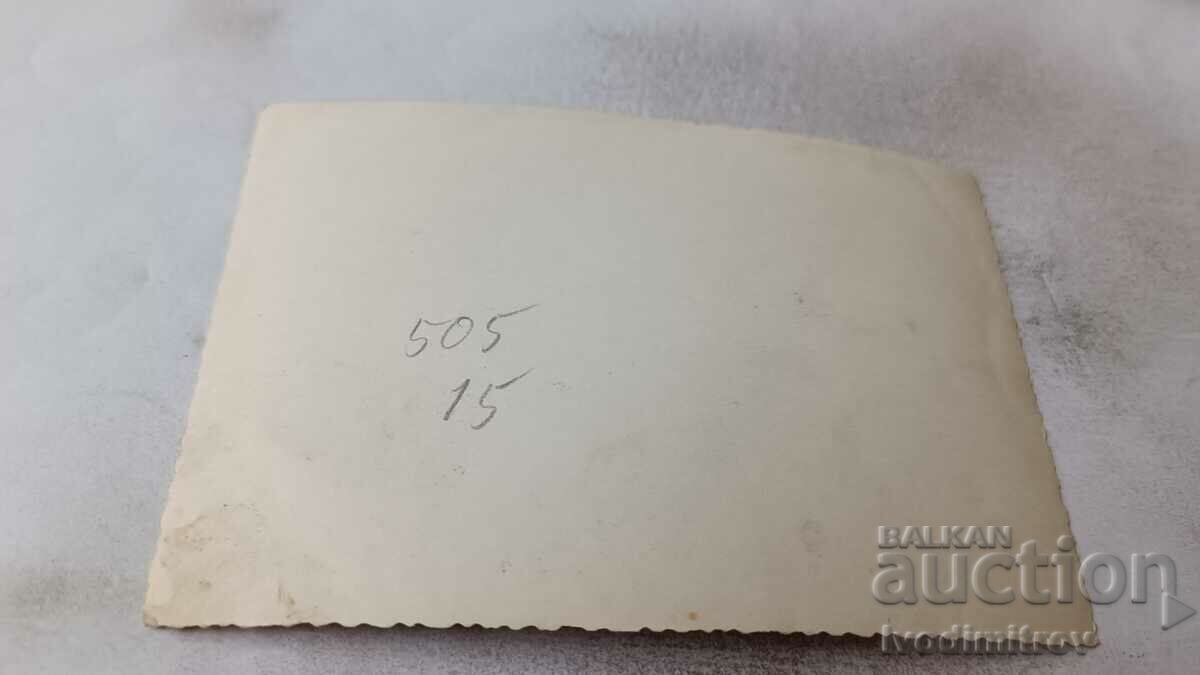 505
15
BALKAN
auction
Ivodimitrov